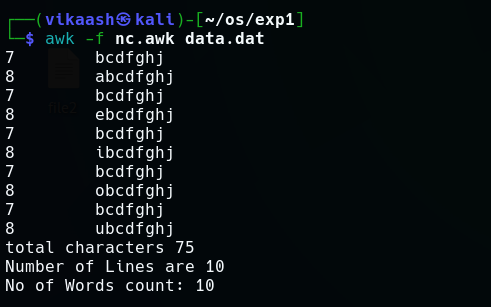 ┌──(vikaash㉿kali)-[~/os/exp1]
└─$ awk -f nc.awk data.dat
7        bcdfghj
8        abcdfghj
7        bcdfghj
8        ebcdfghj
7        bcdfghj
8        ibcdfghj
7        bcdfghj
8        obcdfghj
7        bcdfghj
8        ubcdfghj
total characters 75
Number of Lines are 10
No of Words count: 10